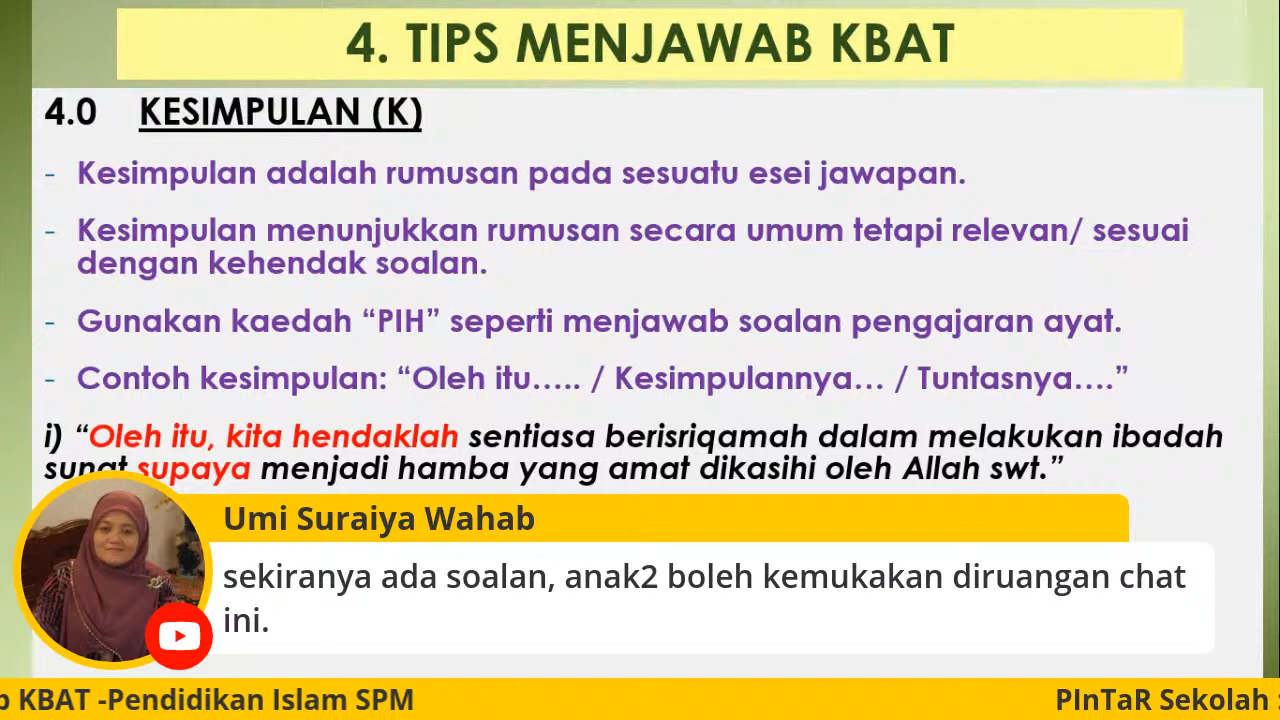 4. TIPS MENJAWAB KBAT
4.0 KESIMPULAN (K)
- Kesimpulan adalah rumusan pada sesuatu esei jawapan.
- Kesimpulan menunjukkan rumusan secara umum tetapi relevan/ sesuai
dengan kehendak soalan.
- Gunakan kaedah “PIH” seperti menjawab soalan pengajaran ayat.
- Contoh kesimpulan: “Oleh itu….. / Kesimpulannya… / Tuntasnya….”
i) “Oleh itu, kita hendaklah sentiasa berisriqamah dalam melakukan ibadah
sunat supaya menjadi hamba yang amat dikasihi oleh Allah swt.”
Umi Suraiya Wahab
sekiranya ada soalan, anak2 boleh kemukakan diruangan chat
ini.
KBAT -Pendidikan Islam SPM
PInTaR Sekolah